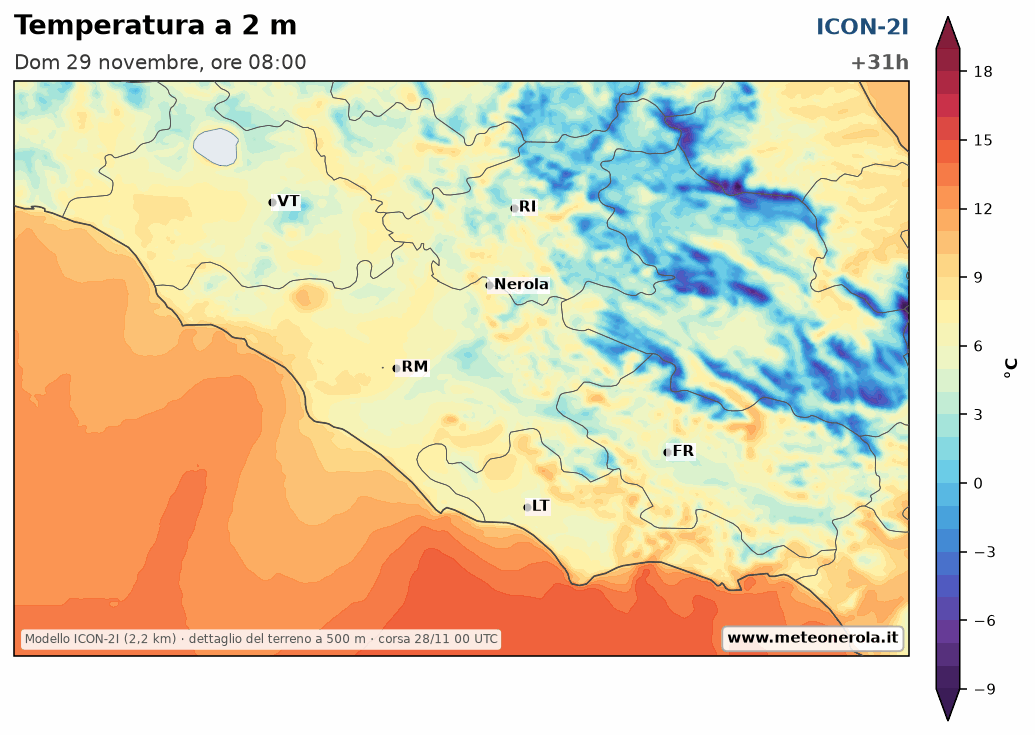 Temperatura a 2 m
ICON-2I
Dom 29 novembre, ore 08:00
+31h
VT
RI
Nerola
RM
FR
LT
Modello ICON-2I (2,2 km) · dettaglio del terreno a 500 m · corsa 28/11 00 UTC
www.meteonerola.it
18
15
12
9
6
3
0
−3
−6
−9
°C